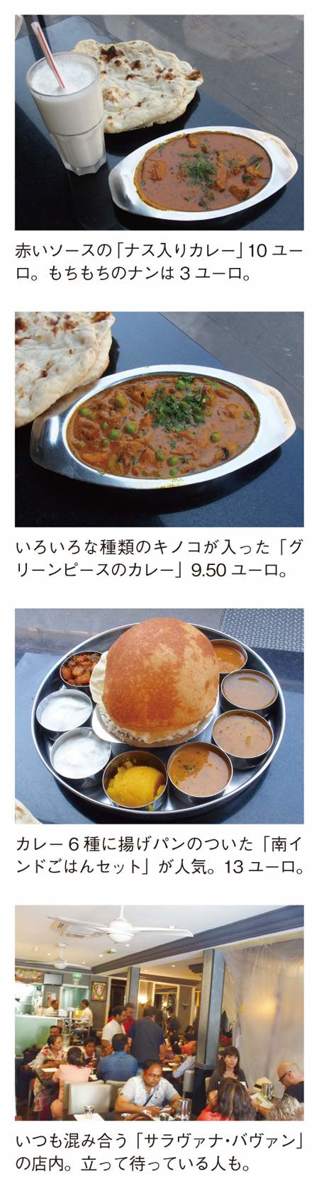 赤いソースの「ナス入りカレー」10 ユー
ロ。もちもちのナンは 3 ユーロ。
いろいろな種類のキノコが入った「グ
リーンピースのカレー」9.50 ユーロ。
カレー 6 種に揚げパンのついた「南イ
ンドごはんセット」が人気。13 ユーロ。
いつも混み合う「サラヴァナ・バヴァン」
の店内。立って待っている人も。